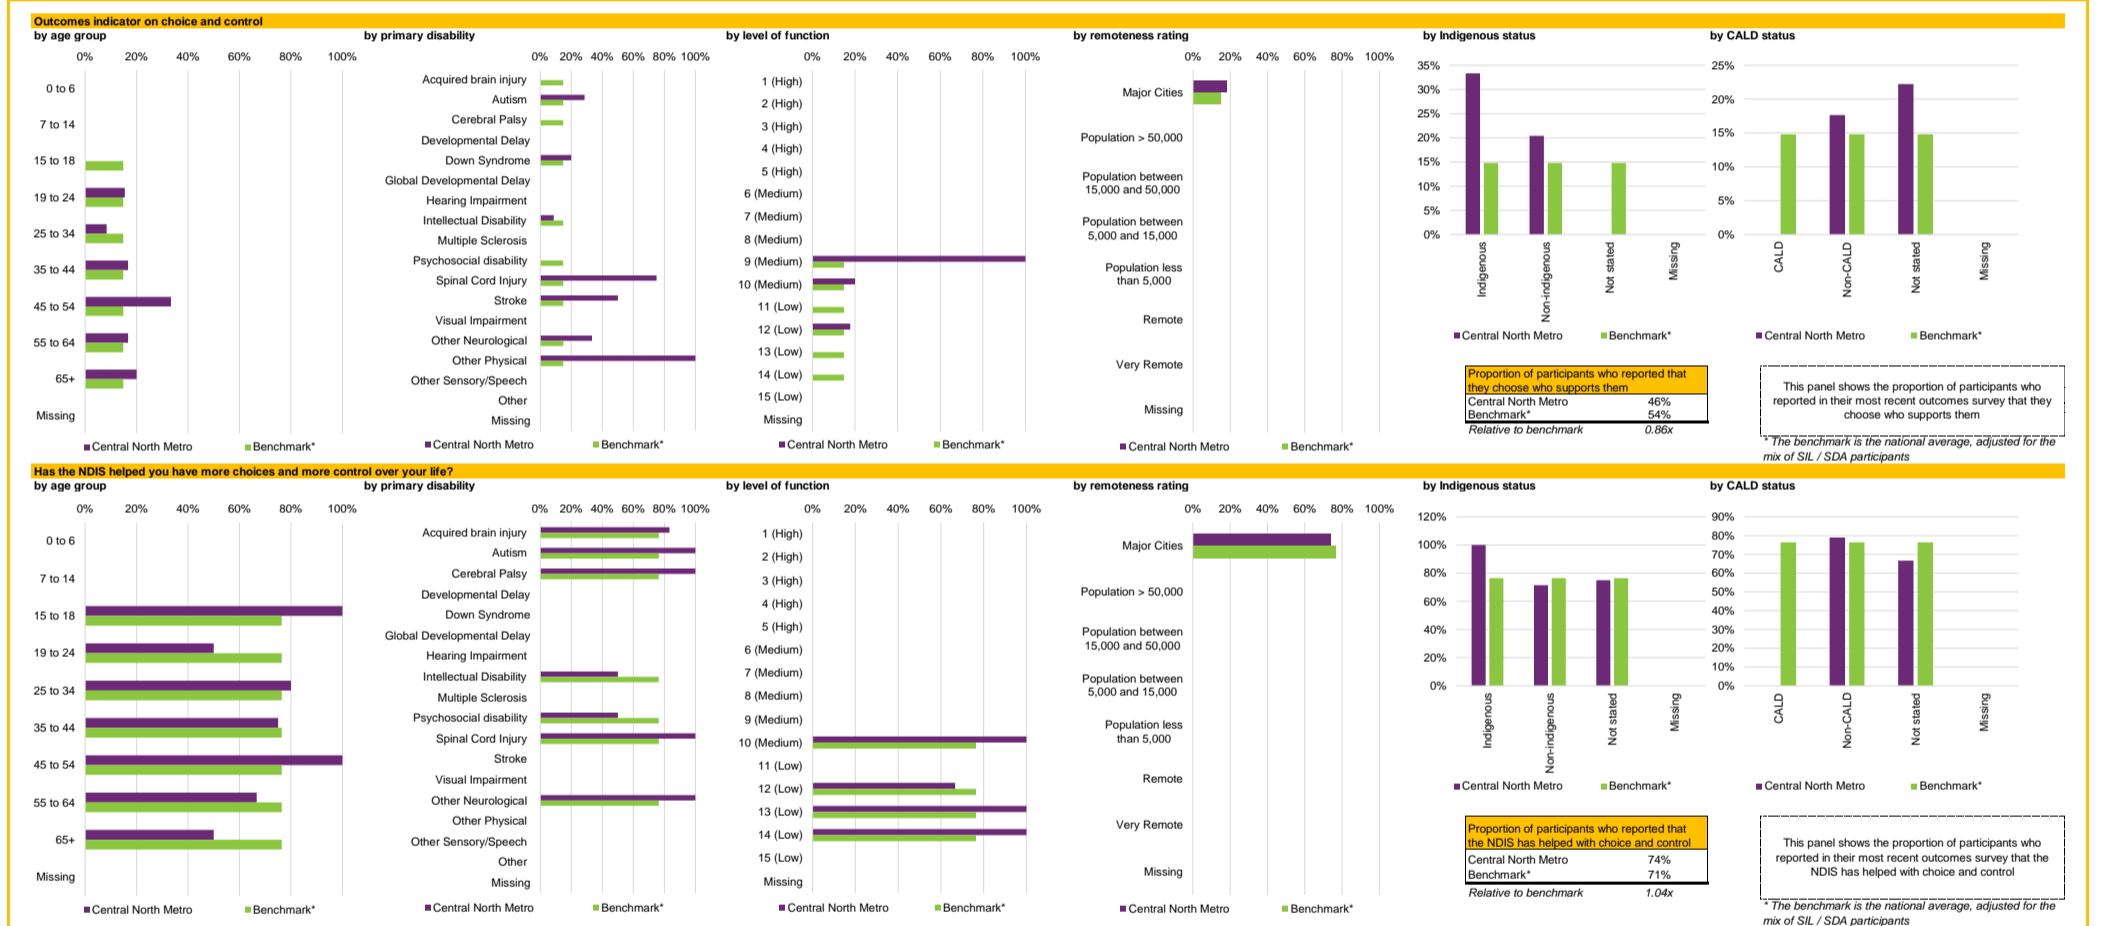 Outcomes indicator on choice and control
by age group
0%
20%
40%
60%
80%
100%
0 to 6
7 to 14
15 to 18
19 to 24
25 to 34
35 to 44
45 to 54
55 to 64
65+
Missing
Central North Metro
Benchmark*
by primary disability
0%
20%
40%
60%
80%
100%
Acquired brain injury
Autism
Cerebral Palsy
Developmental Delay
Down Syndrome
Global Developmental Delay
Hearing Impairment
Intellectual Disability
Multiple Sclerosis
Psychosocial disability
Spinal Cord Injury
Stroke
Visual Impairment
Other Neurological
Other Physical
Other Sensory/Speech
Other
Missing
Central North Metro
Benchmark*
by level of function
0%
20%
40%
60%
80%
100%
1 (High)
2 (High)
3 (High)
4 (High)
5 (High)
6 (Medium)
7 (Medium)
8 (Medium)
9 (Medium)
10 (Medium)
11 (Low)
12 (Low)
13 (Low)
14 (Low)
15 (Low)
Missing
Central North Metro
Benchmark*
by remoteness rating
0%
20%
40%
60%
80%
100%
Major Cities
Population > 50,000
Population between
15,000 and 50,000
Population between
5,000 and 15,000
Population less
than 5,000
Remote
Very Remote
Missing
Central North Metro
Benchmark*
by Indigenous status
35%
30%
25%
20%
15%
10%
5%
0%
Indigenous
Non-indigenous
Not stated
Missing
Central North Metro
Benchmark*
by CALD status
25%
20%
15%
10%
5%
0%
CALD
Non-CALD
Not stated
Missing
Central North Metro
Benchmark*
Proportion of participants who reported that
they choose who supports them
Central North Metro 46%
Benchmark* 54%
Relative to benchmark 0.86x
This panel shows the proportion of participants who
reported in their most recent outcomes survey that they
choose who supports them
* The benchmark is the national average, adjusted for the
mix of SIL / SDA participants
Has the NDIS helped you have more choices and more control over your life?
by age group
0%
20%
40%
60%
80%
100%
0 to 6
7 to 14
15 to 18
19 to 24
25 to 34
35 to 44
45 to 54
55 to 64
65+
Missing
Central North Metro
Benchmark*
by primary disability
0%
20%
40%
60%
80%
100%
Acquired brain injury
Autism
Cerebral Palsy
Developmental Delay
Down Syndrome
Global Developmental Delay
Hearing Impairment
Intellectual Disability
Multiple Sclerosis
Psychosocial disability
Spinal Cord Injury
Stroke
Visual Impairment
Other Neurological
Other Physical
Other Sensory/Speech
Other
Missing
Central North Metro
Benchmark*
by level of function
0%
20%
40%
60%
80%
100%
1 (High)
2 (High)
3 (High)
4 (High)
5 (High)
6 (Medium)
7 (Medium)
8 (Medium)
9 (Medium)
10 (Medium)
11 (Low)
12 (Low)
13 (Low)
14 (Low)
15 (Low)
Missing
Central North Metro
Benchmark*
by remoteness rating
0%
20%
40%
60%
80%
100%
Major Cities
Population > 50,000
Population between
15,000 and 50,000
Population between
5,000 and 15,000
Population less
than 5,000
Remote
Very Remote
Missing
Central North Metro
Benchmark*
by Indigenous status
120%
100%
80%
60%
40%
20%
0%
Indigenous
Non-indigenous
Not stated
Missing
Central North Metro
Benchmark*
by CALD status
90%
80%
70%
60%
50%
40%
30%
20%
10%
0%
CALD
Non-CALD
Not stated
Missing
Central North Metro
Benchmark*
Proportion of participants who reported that
the NDIS has helped with choice and control
Central North Metro 74%
Benchmark* 71%
Relative to benchmark 1.04x
This panel shows the proportion of participants who
reported in their most recent outcomes survey that the
NDIS has helped with choice and control
* The benchmark is the national average, adjusted for the
mix of SIL / SDA participants